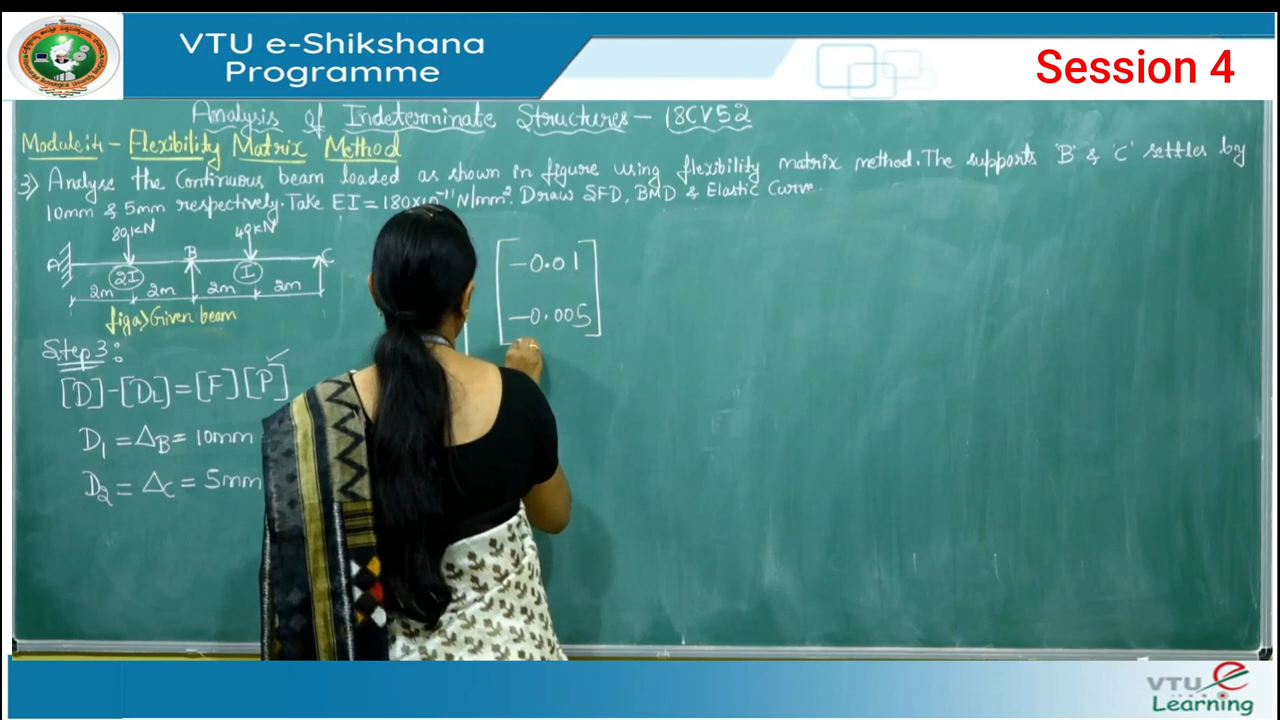 VTU e-Shikshana
Programme
Session 4
Analysis of Indeterminate Structures - 18CV52
Module:4 - Flexibility Matrix Method
3) Analyse the Continuous beam loaded as shown in figure using flexibility matrix method. The supports 'B' & 'C' settles by
10mm & 5mm respectively. Take EI = 180×10⁻¹¹ N/mm². Draw SFD, BMD & Elastic Curve.
80kN 40kN
A B C
2I I
2m 2m 2m 2m
fig a> Given beam
Step 3:
[D]-[DL]=[F][P]
D1 = ΔB = 10mm
D2 = ΔC = 5mm
-0.01
-0.005
VTU e
Learning